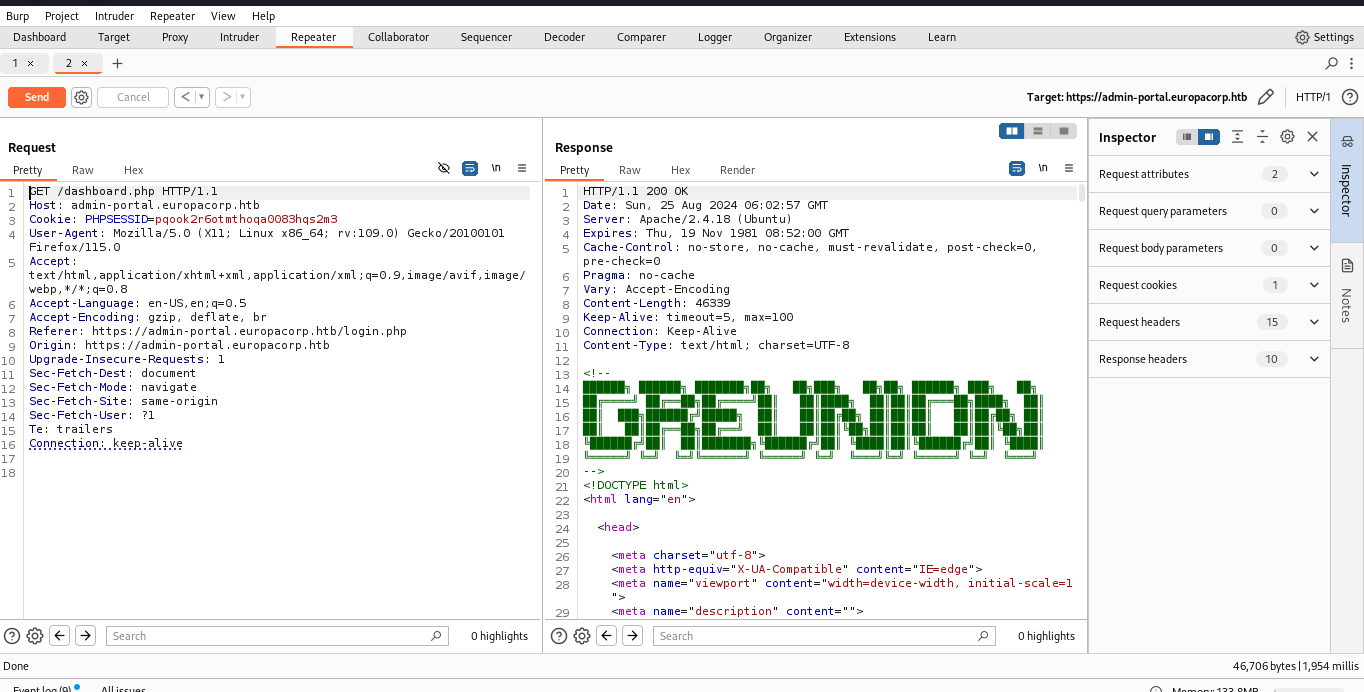 Burp Project Intruder Repeater View Help
Dashboard Target Proxy Intruder Repeater Collaborator Sequencer Decoder Comparer Logger Organizer Extensions Learn Settings
1 × 2 × +
Send Cancel < ▾ > ▾ Target: https://admin-portal.europacorp.htb HTTP/1 ?
Request
Pretty Raw Hex \n
1 GET /dashboard.php HTTP/1.1
2 Host: admin-portal.europacorp.htb
3 Cookie: PHPSESSID=pqook2r6otmthoqa0083hqs2m3
4 User-Agent: Mozilla/5.0 (X11; Linux x86_64; rv:109.0) Gecko/20100101
Firefox/115.0
5 Accept:
text/html,application/xhtml+xml,application/xml;q=0.9,image/avif,image/
webp,*/*;q=0.8
6 Accept-Language: en-US,en;q=0.5
7 Accept-Encoding: gzip, deflate, br
8 Referer: https://admin-portal.europacorp.htb/login.php
9 Origin: https://admin-portal.europacorp.htb
10 Upgrade-Insecure-Requests: 1
11 Sec-Fetch-Dest: document
12 Sec-Fetch-Mode: navigate
13 Sec-Fetch-Site: same-origin
14 Sec-Fetch-User: ?1
15 Te: trailers
16 Connection: keep-alive
17
18
Search 0 highlights
Response
Pretty Raw Hex Render \n
1 HTTP/1.1 200 OK
2 Date: Sun, 25 Aug 2024 06:02:57 GMT
3 Server: Apache/2.4.18 (Ubuntu)
4 Expires: Thu, 19 Nov 1981 08:52:00 GMT
5 Cache-Control: no-store, no-cache, must-revalidate, post-check=0,
pre-check=0
6 Pragma: no-cache
7 Vary: Accept-Encoding
8 Content-Length: 46339
9 Keep-Alive: timeout=5, max=100
10 Connection: Keep-Alive
11 Content-Type: text/html; charset=UTF-8
12
13 <!--
14
15
16
17
18
19
20 -->
21 <!DOCTYPE html>
22 <html lang="en">
23
24 <head>
25
26 <meta charset="utf-8">
27 <meta http-equiv="X-UA-Compatible" content="IE=edge">
28 <meta name="viewport" content="width=device-width, initial-scale=1
">
29 <meta name="description" content="">
Search 0 highlights
Inspector
Request attributes 2
Request query parameters 0
Request body parameters 0
Request cookies 1
Request headers 15
Response headers 10
Inspector
Notes
Done 46,706 bytes | 1,954 millis
Event log (9) All issues Memory: 133.8MB